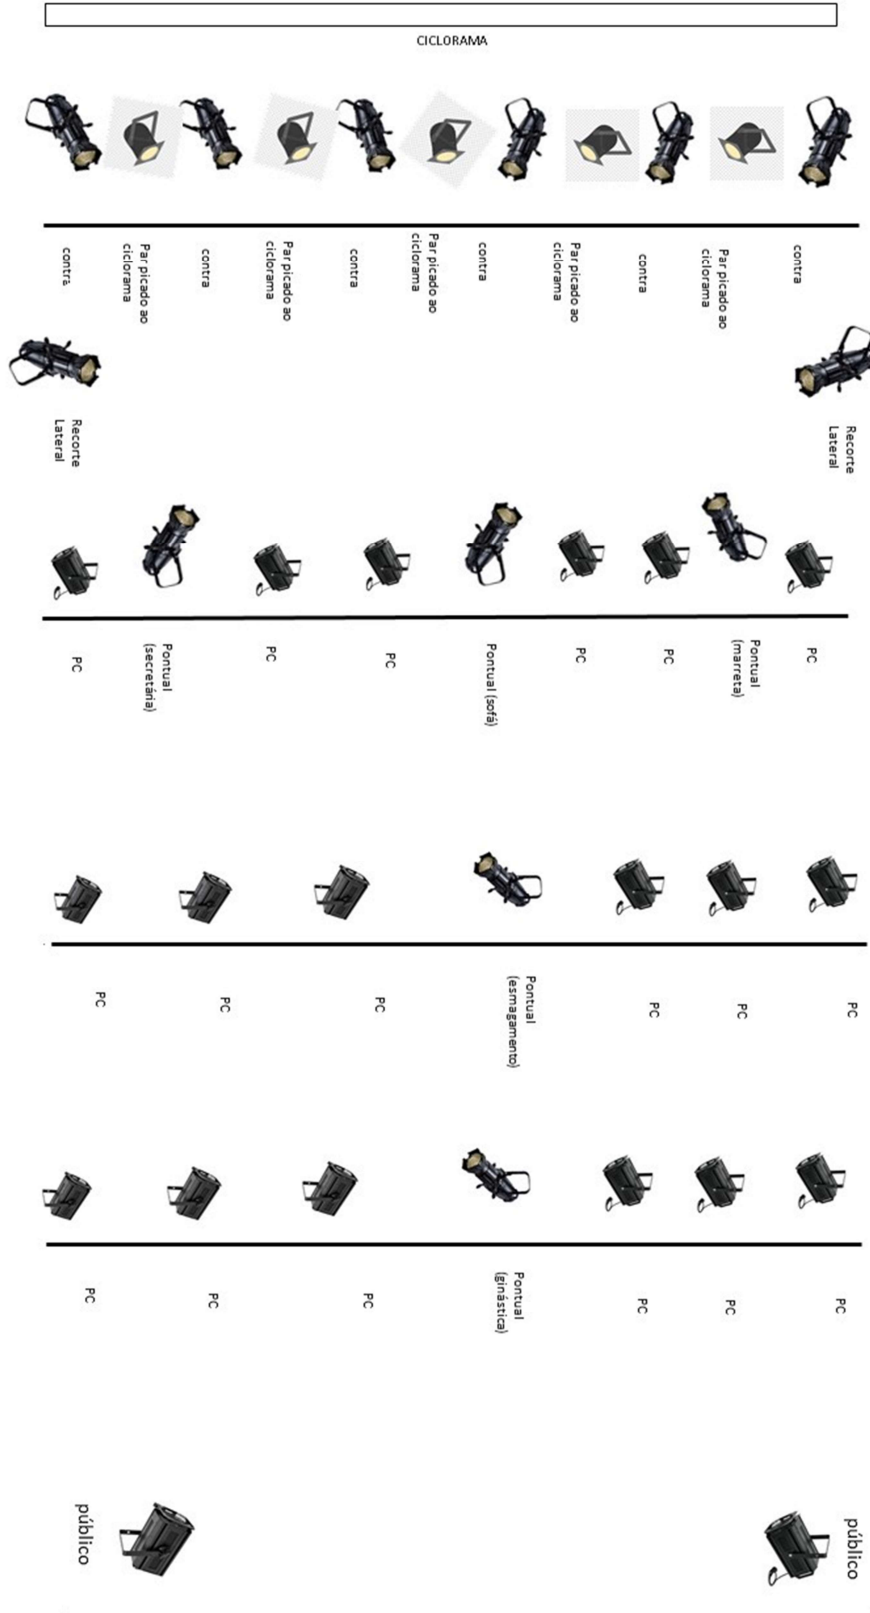 CICLORAMA
contra
Par picado ao
ciclorama
contra
Par picado ao
ciclorama
contra
Par picado ao
ciclorama
contra
Par picado ao
ciclorama
contra
Par picado ao
ciclorama
contra
Recorte
Lateral
Recorte
Lateral
PC
Pontual
(secretária)
PC
PC
Pontual (sofá)
PC
PC
Pontual
(marreta)
PC
PC
PC
PC
Pontual
(esmagamento)
PC
PC
PC
PC
PC
PC
Pontual
(ginástica)
PC
PC
PC
público
público